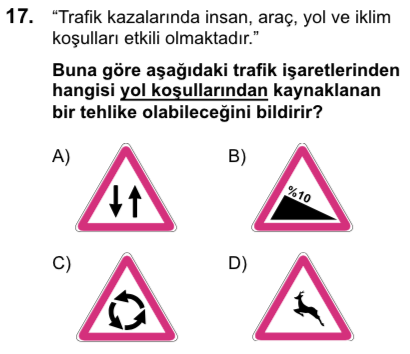 17. “Trafik kazalarında insan, araç, yol ve iklim
koşulları etkili olmaktadır.”
Buna göre aşağıdaki trafik işaretlerinden
hangisi yol koşullarından kaynaklanan
bir tehlike olabileceğini bildirir?
A) B)
%10
C) D)